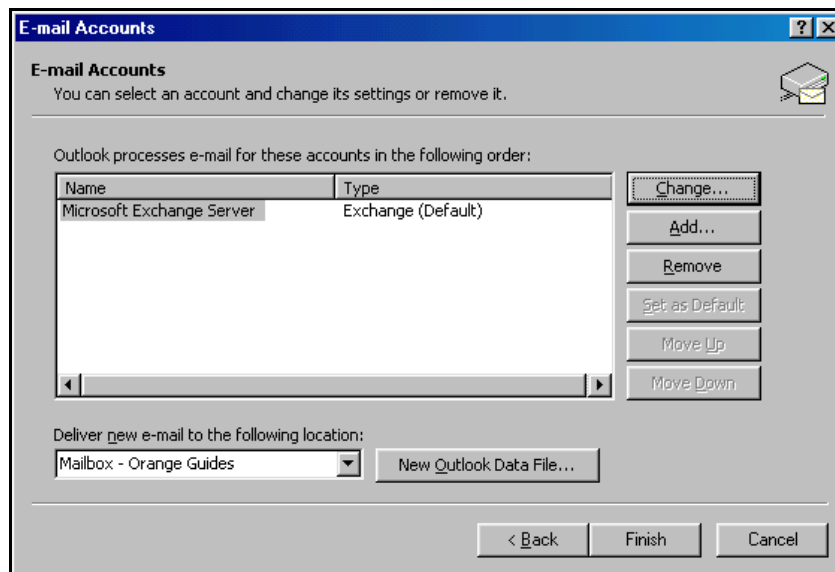 E-mail Accounts
E-mail Accounts
You can select an account and change its settings or remove it.
Outlook processes e-mail for these accounts in the following order:
Name Type
Microsoft Exchange Server Exchange (Default)
Change...
Add...
Remove
Set as Default
Move Up
Move Down
Deliver new e-mail to the following location:
Mailbox - Orange Guides New Outlook Data File...
< Back Finish Cancel